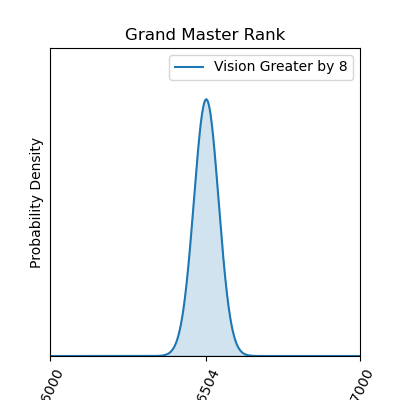 Grand Master Rank
Vision Greater by 8
Probability Density
6000
6504
7000